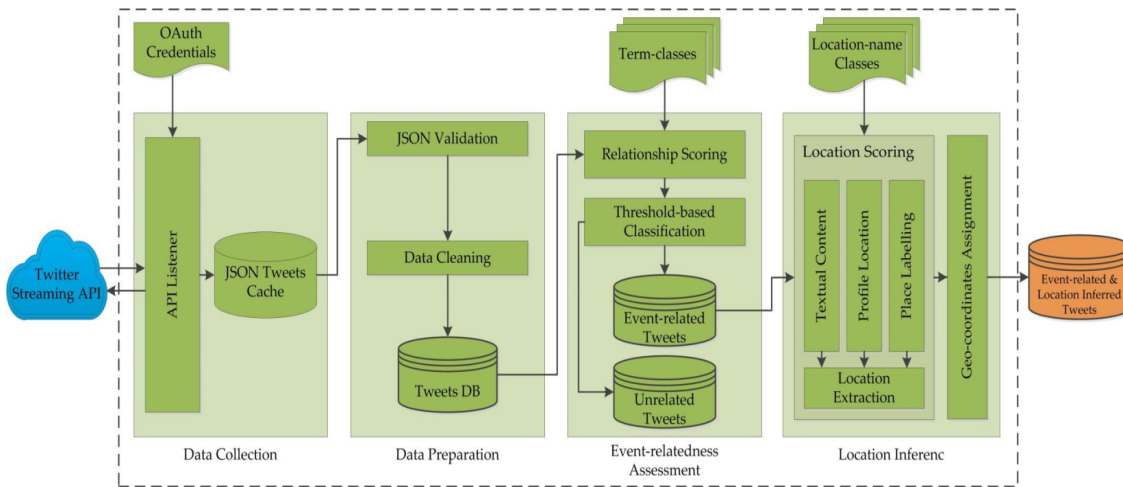 OAuth
Credentials
Term-classes
Location-name
Classes
Twitter
Streaming API
API Listener
JSON Tweets
Cache
Data Collection
JSON Validation
Data Cleaning
Tweets DB
Data Preparation
Relationship Scoring
Threshold-based
Classification
Event-related
Tweets
Unrelated
Tweets
Event-relatedness
Assessment
Location Scoring
Textual Content
Profile Location
Place Labelling
Location
Extraction
Geo-coordinates Assignment
Location Inferenc
Event-related &
Location Inferred
Tweets